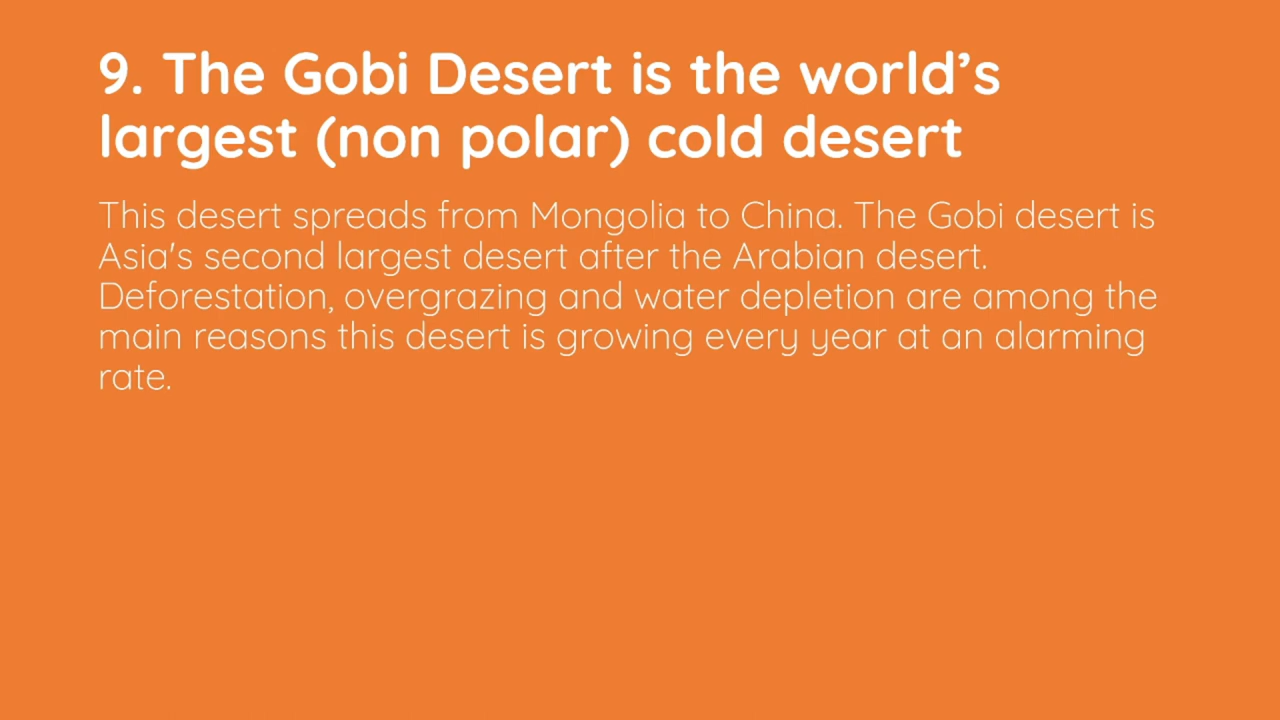 9. The Gobi Desert is the world’s
largest (non polar) cold desert
This desert spreads from Mongolia to China. The Gobi desert is
Asia's second largest desert after the Arabian desert.
Deforestation, overgrazing and water depletion are among the
main reasons this desert is growing every year at an alarming
rate.